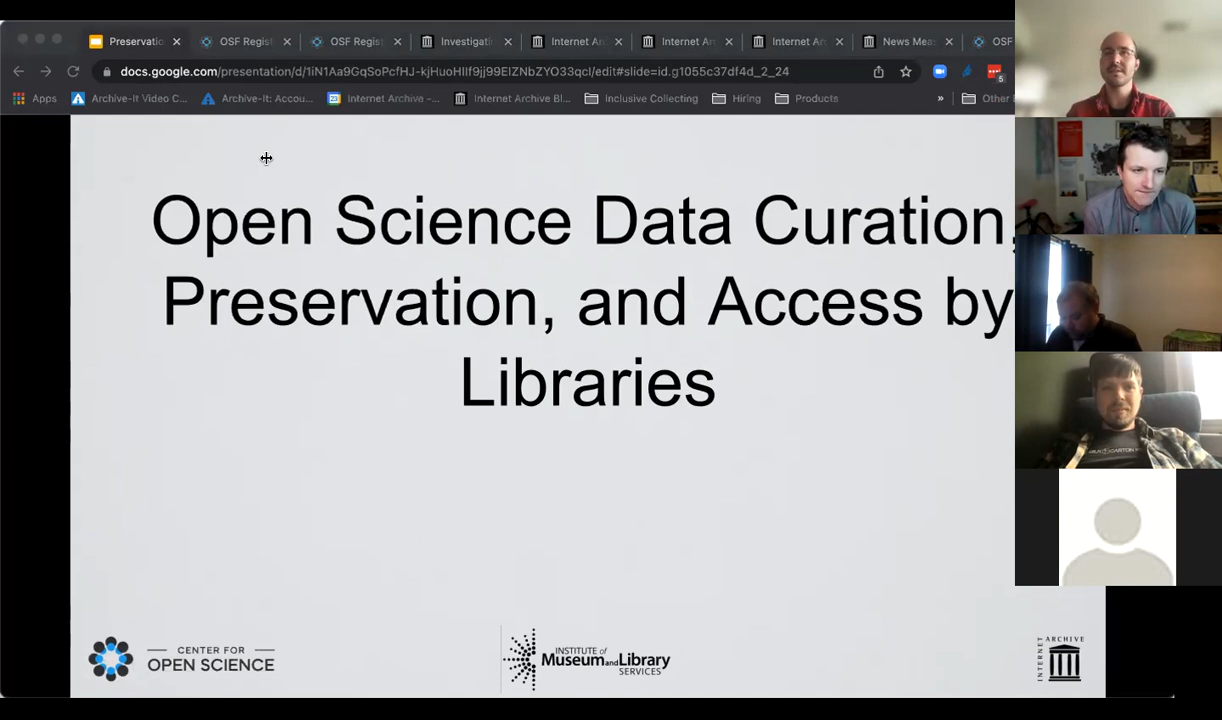 Preservatio
OSF Regist
OSF Regist
Investigati
Internet Ar
Internet Ar
Internet Ar
News Mea
OSF
docs.google.com/presentation/d/1iN1Aa9GqSoPcfHJ-kjHuoHIlf9jj99EIZNbZYO33qcI/edit#slide=id.g1055c37df4d_2_24
5
Apps
Archive-It Video C...
Archive-It: Accou...
Internet Archive -...
Internet Archive Bl...
Inclusive Collecting
Hiring
Products
»
Other
Open Science Data Curation,
Preservation, and Access by
Libraries
CENTER FOR
OPEN SCIENCE
INSTITUTE of
Museum and Library
SERVICES
INTERNET ARCHIVE